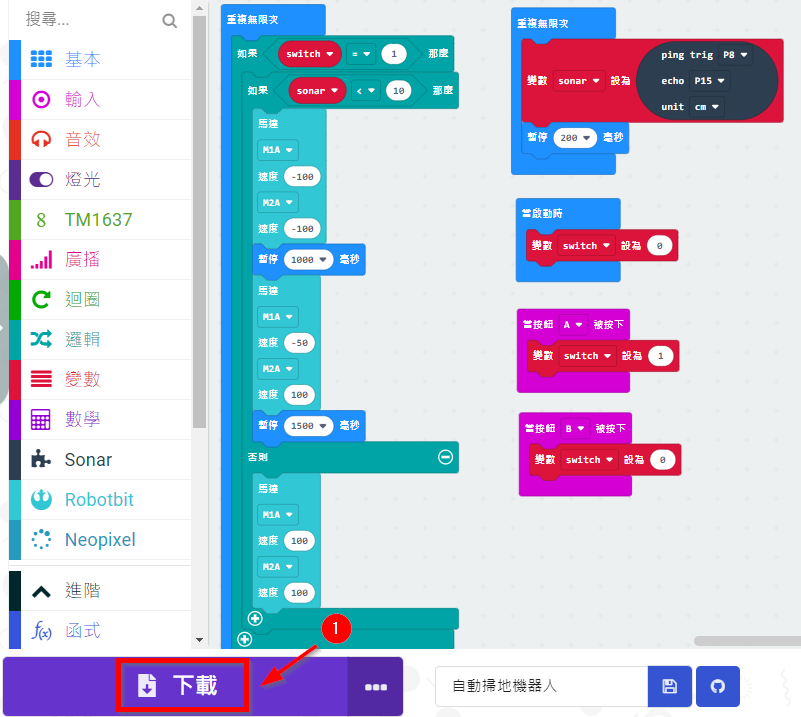 搜尋...
基本
輸入
音效
燈光
8 TM1637
廣播
迴圈
邏輯
變數
數學
Sonar
Robotbit
Neopixel
進階
f(x) 函式
重複無限次
如果 switch = 1 那麼
如果 sonar < 10 那麼
馬達
M1A
速度 -100
M2A
速度 -100
暫停 1000 毫秒
馬達
M1A
速度 -50
M2A
速度 100
暫停 1500 毫秒
否則
馬達
M1A
速度 100
M2A
速度 100
重複無限次
變數 sonar 設為 ping trig P8
echo P15
unit cm
暫停 200 毫秒
當啟動時
變數 switch 設為 0
當按鈕 A 被按下
變數 switch 設為 1
當按鈕 B 被按下
變數 switch 設為 0
1
下載
自動掃地機器人